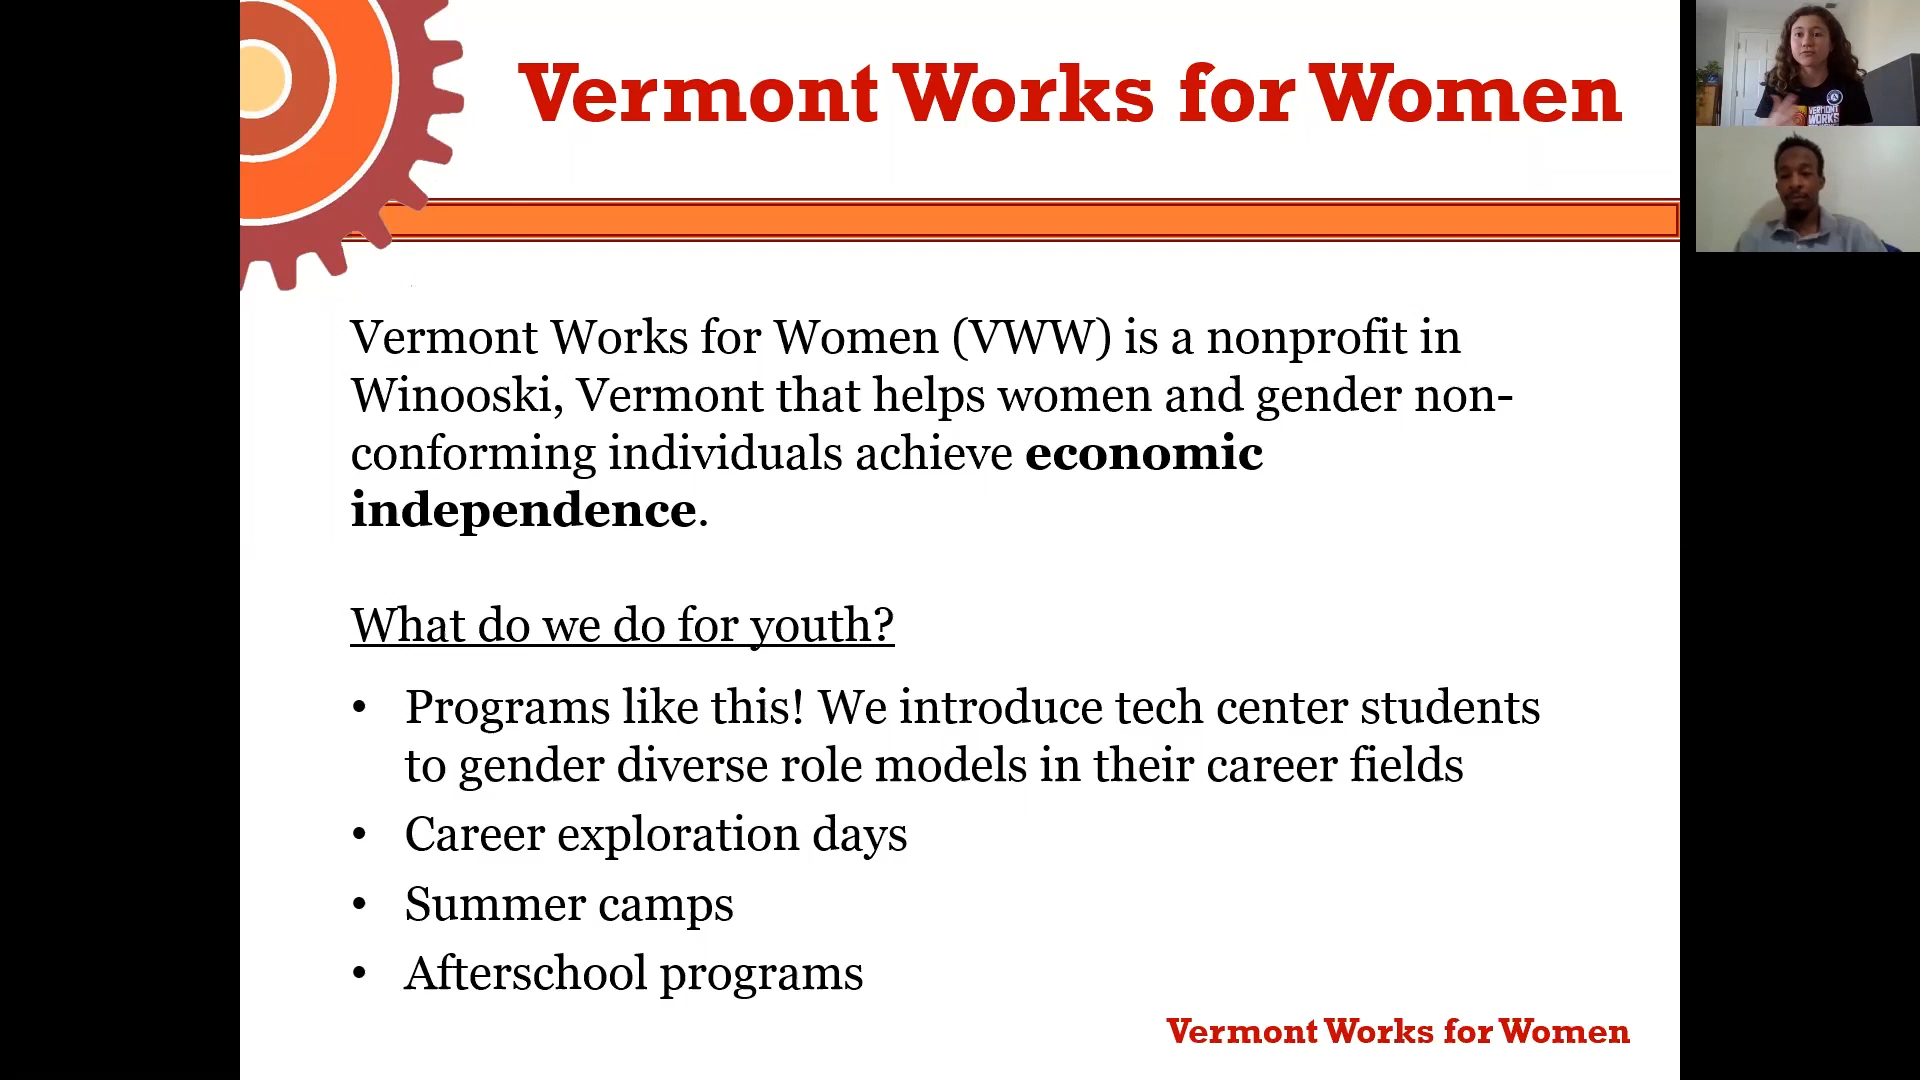 Vermont Works for Women
Vermont Works for Women (VWW) is a nonprofit in
Winooski, Vermont that helps women and gender non-
conforming individuals achieve economic
independence.
What do we do for youth?
• Programs like this! We introduce tech center students
to gender diverse role models in their career fields
• Career exploration days
• Summer camps
• Afterschool programs
Vermont Works for Women
VERMONT
WORKS